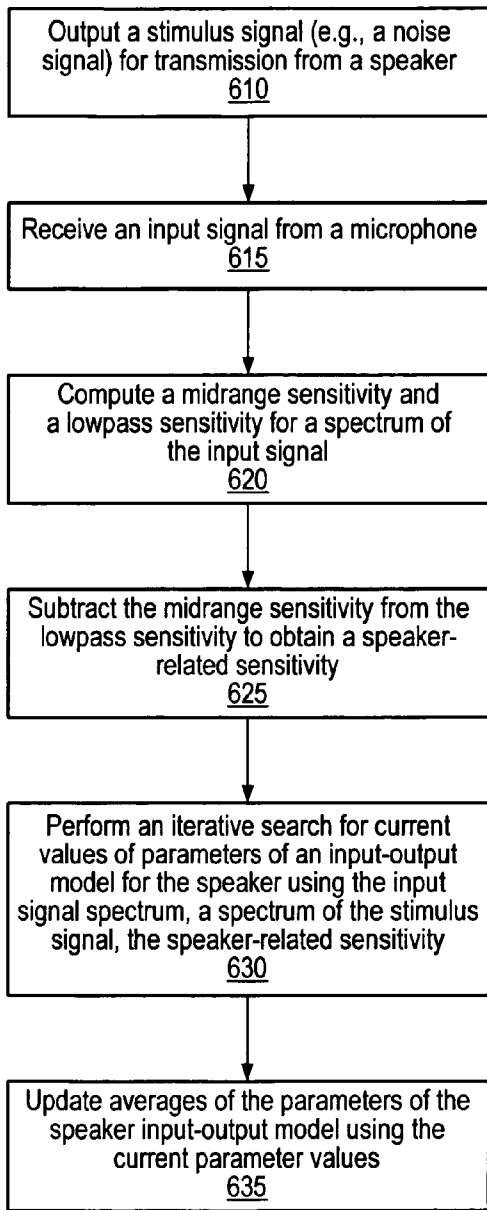 Output a stimulus signal (e.g., a noise
signal) for transmission from a speaker
610
Receive an input signal from a microphone
615
Compute a midrange sensitivity and
a lowpass sensitivity for a spectrum of
the input signal
620
Subtract the midrange sensitivity from the
lowpass sensitivity to obtain a speaker-
related sensitivity
625
Perform an iterative search for current
values of parameters of an input-output
model for the speaker using the input
signal spectrum, a spectrum of the stimulus
signal, the speaker-related sensitivity
630
Update averages of the parameters of the
speaker input-output model using the
current parameter values
635